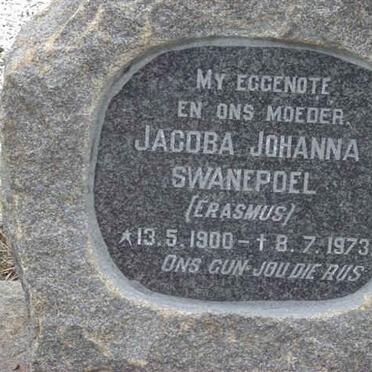 MY EGGENOTE
EN ONS MOEDER.
JACOBA JOHANNA
SWANEPOEL
(ERASMUS)
*13.5.1900-†8.7.1973
ONS GUN JOU DIE RUS